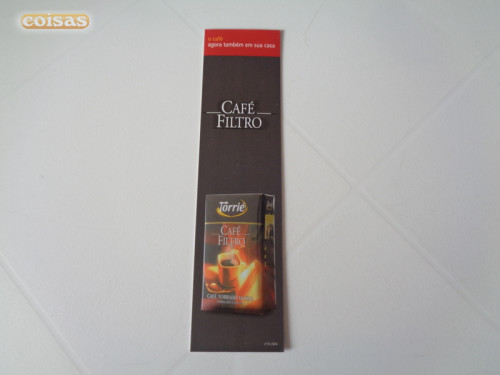 coisas
o café
agora também em sua casa
CAFÉ
FILTRO
Torrié
CAFÉ
FILTRO